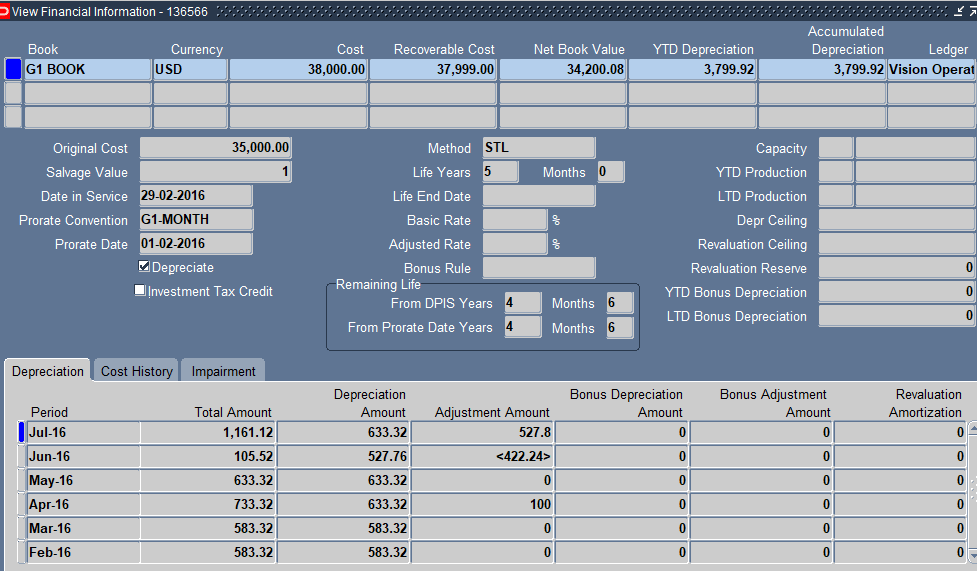 View Financial Information - 136566
Accumulated
Book Currency Cost Recoverable Cost Net Book Value YTD Depreciation Depreciation Ledger
G1 BOOK USD 38,000.00 37,999.00 34,200.08 3,799.92 3,799.92 Vision Operat
Original Cost 35,000.00 Method STL Capacity
Salvage Value 1 Life Years 5 Months 0 YTD Production
Date in Service 29-02-2016 Life End Date LTD Production
Prorate Convention G1-MONTH Basic Rate % Depr Ceiling
Prorate Date 01-02-2016 Adjusted Rate % Revaluation Ceiling
Depreciate Bonus Rule Revaluation Reserve 0
Investment Tax Credit Remaining Life YTD Bonus Depreciation 0
From DPIS Years 4 Months 6
From Prorate Date Years 4 Months 6 LTD Bonus Depreciation 0
Depreciation Cost History Impairment
Depreciation Bonus Depreciation Bonus Adjustment Revaluation
Period Total Amount Amount Adjustment Amount Amount Amount Amortization
Jul-16 1,161.12 633.32 527.8 0 0 0
Jun-16 105.52 527.76 <422.24> 0 0 0
May-16 633.32 633.32 0 0 0 0
Apr-16 733.32 633.32 100 0 0 0
Mar-16 583.32 583.32 0 0 0 0
Feb-16 583.32 583.32 0 0 0 0